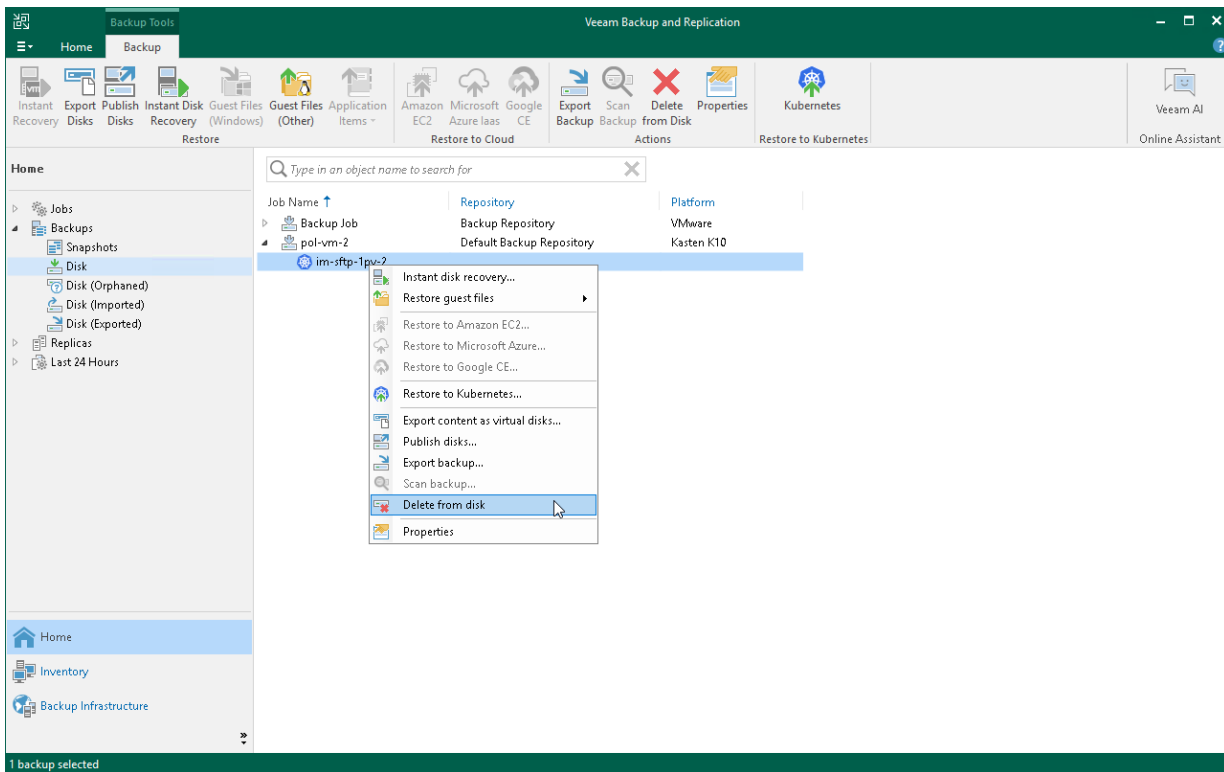 Backup Tools
Veeam Backup and Replication
Home
Backup
Instant Recovery
Export Disks
Publish Disks
Instant Disk Recovery
Guest Files (Windows)
Guest Files (Other)
Application Items
Amazon EC2
Microsoft Azure Iaas
Google CE
Export Backup
Scan Backup
Delete from Disk
Properties
Kubernetes
Veeam AI
Restore
Restore to Cloud
Actions
Restore to Kubernetes
Online Assistant
Home
Type in an object name to search for
Jobs
Backups
Snapshots
Disk
Disk (Orphaned)
Disk (Imported)
Disk (Exported)
Replicas
Last 24 Hours
Job Name Repository Platform
Backup Job Backup Repository VMware
pol-vm-2 Default Backup Repository Kasten K10
im-sftp-1pv-2
Instant disk recovery...
Restore guest files
Restore to Amazon EC2...
Restore to Microsoft Azure...
Restore to Google CE...
Restore to Kubernetes...
Export content as virtual disks...
Publish disks...
Export backup...
Scan backup...
Delete from disk
Properties
Home
Inventory
Backup Infrastructure
1 backup selected